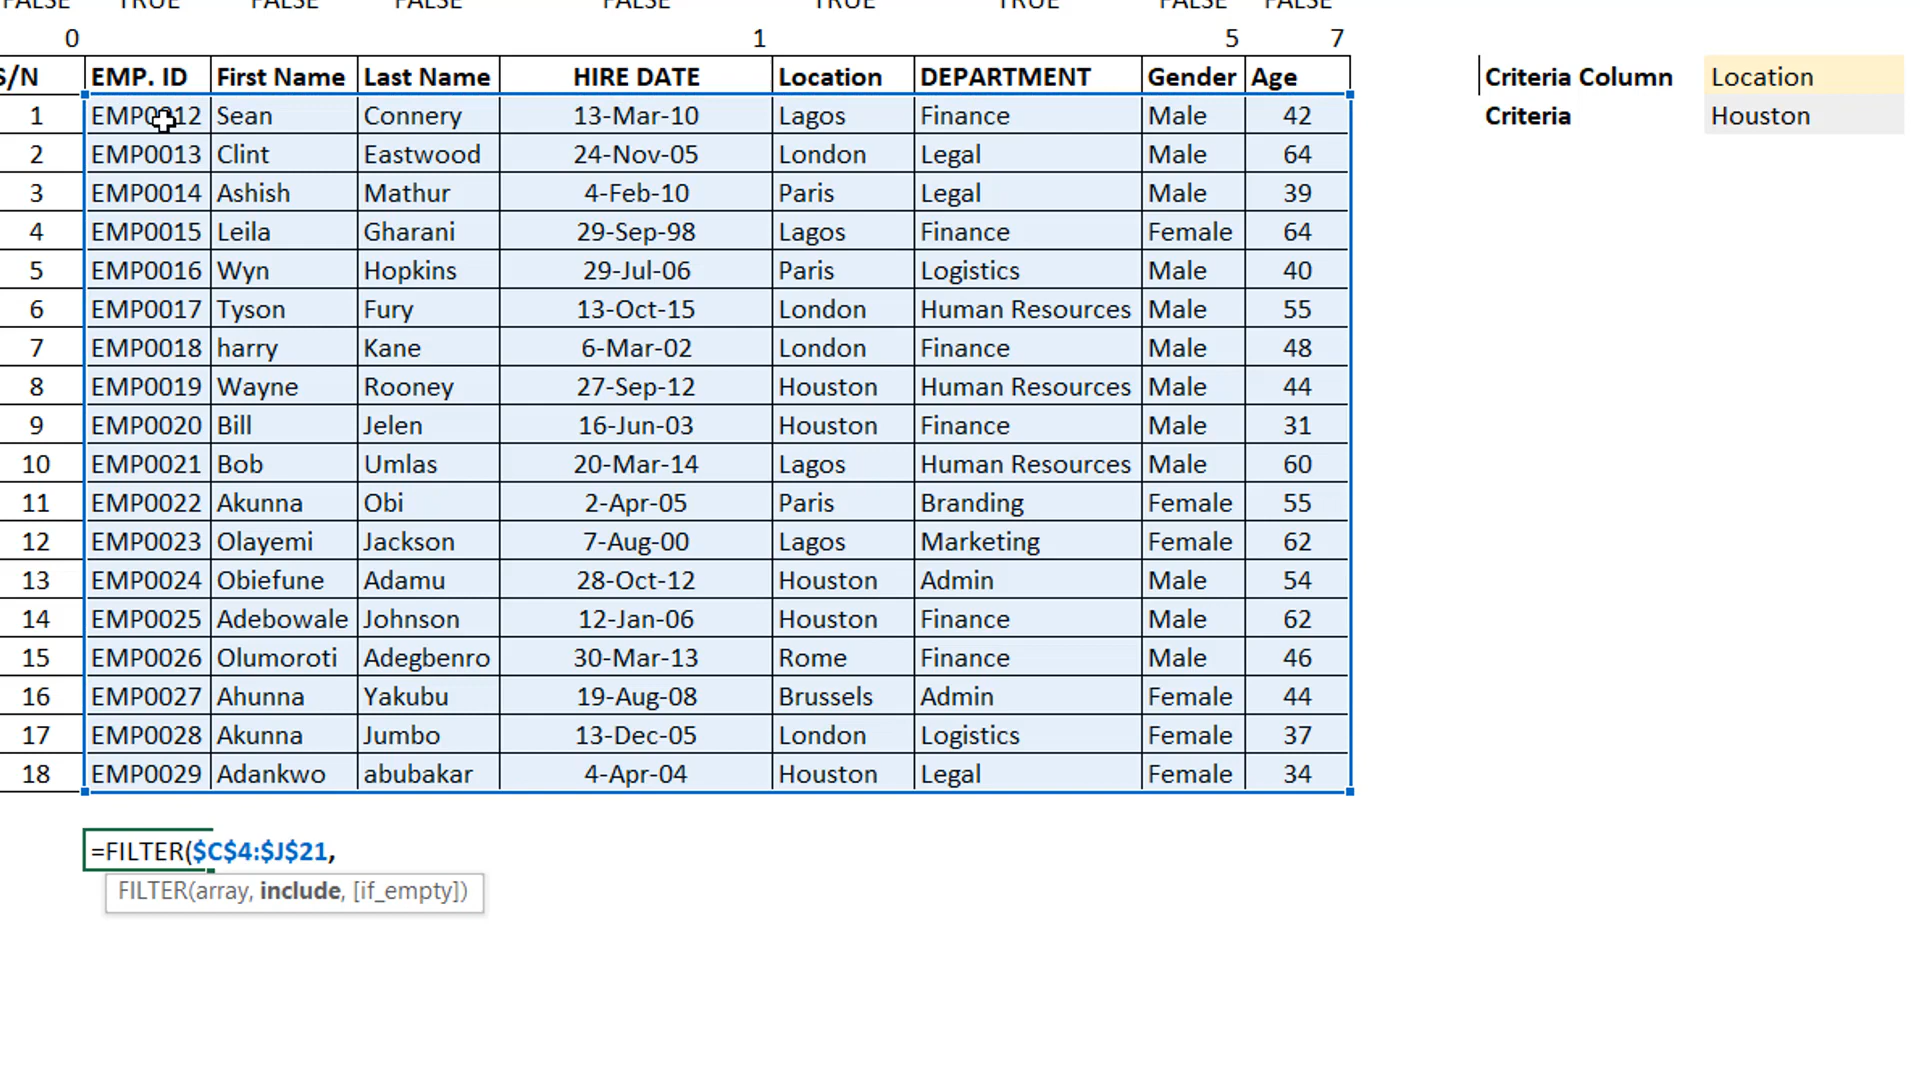 FALSE TRUE FALSE FALSE FALSE TRUE TRUE FALSE FALSE
0 1 5 7
S/N EMP. ID First Name Last Name HIRE DATE Location DEPARTMENT Gender Age Criteria Column Location
1 EMP0012 Sean Connery 13-Mar-10 Lagos Finance Male 42 Criteria Houston
2 EMP0013 Clint Eastwood 24-Nov-05 London Legal Male 64
3 EMP0014 Ashish Mathur 4-Feb-10 Paris Legal Male 39
4 EMP0015 Leila Gharani 29-Sep-98 Lagos Finance Female 64
5 EMP0016 Wyn Hopkins 29-Jul-06 Paris Logistics Male 40
6 EMP0017 Tyson Fury 13-Oct-15 London Human Resources Male 55
7 EMP0018 harry Kane 6-Mar-02 London Finance Male 48
8 EMP0019 Wayne Rooney 27-Sep-12 Houston Human Resources Male 44
9 EMP0020 Bill Jelen 16-Jun-03 Houston Finance Male 31
10 EMP0021 Bob Umlas 20-Mar-14 Lagos Human Resources Male 60
11 EMP0022 Akunna Obi 2-Apr-05 Paris Branding Female 55
12 EMP0023 Olayemi Jackson 7-Aug-00 Lagos Marketing Female 62
13 EMP0024 Obiefune Adamu 28-Oct-12 Houston Admin Male 54
14 EMP0025 Adebowale Johnson 12-Jan-06 Houston Finance Male 62
15 EMP0026 Olumoroti Adegbenro 30-Mar-13 Rome Finance Male 46
16 EMP0027 Ahunna Yakubu 19-Aug-08 Brussels Admin Female 44
17 EMP0028 Akunna Jumbo 13-Dec-05 London Logistics Female 37
18 EMP0029 Adankwo abubakar 4-Apr-04 Houston Legal Female 34
=FILTER($C$4:$J$21,
FILTER(array, include, [if_empty])